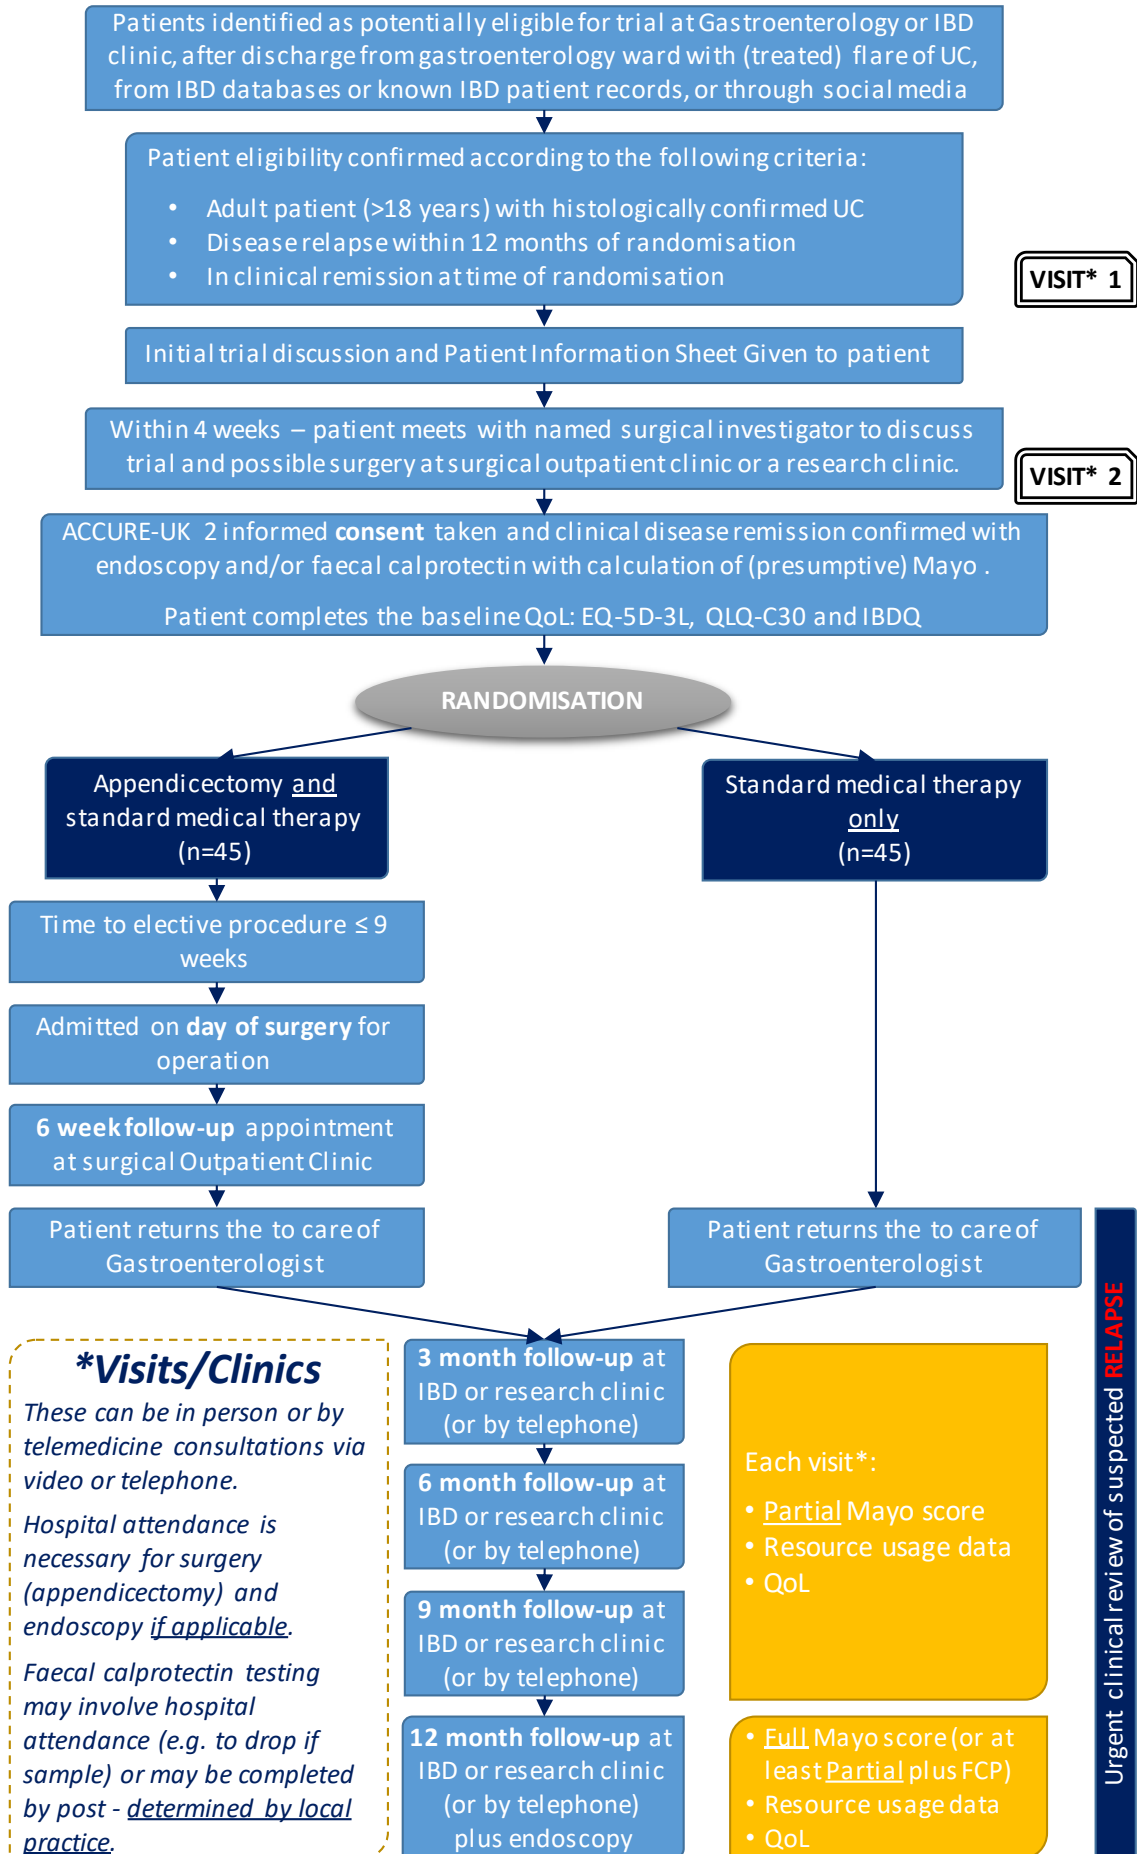 Patients identified as potentially eligible for trial at Gastroenterology or IBD
clinic, after discharge from gastroenterology ward with (treated) flare of UC,
from IBD databases or known IBD patient records, or through social media
Patient eligibility confirmed according to the following criteria:
• Adult patient (>18 years) with histologically confirmed UC
• Disease relapse within 12 months of randomisation
• In clinical remission at time of randomisation
VISIT* 1
Initial trial discussion and Patient Information Sheet Given to patient
Within 4 weeks – patient meets with named surgical investigator to discuss
trial and possible surgery at surgical outpatient clinic or a research clinic.
VISIT* 2
ACCURE-UK 2 informed consent taken and clinical disease remission confirmed with
endoscopy and/or faecal calprotectin with calculation of (presumptive) Mayo .
Patient completes the baseline QoL: EQ-5D-3L, QLQ-C30 and IBDQ
RANDOMISATION
Appendicectomy and
standard medical therapy
(n=45)
Standard medical therapy
only
(n=45)
Time to elective procedure ≤ 9
weeks
Admitted on day of surgery for
operation
6 week follow-up appointment
at surgical Outpatient Clinic
Patient returns the to care of
Gastroenterologist
Patient returns the to care of
Gastroenterologist
Urgent clinical review of suspected RELAPSE
*Visits/Clinics
These can be in person or by
telemedicine consultations via
video or telephone.
Hospital attendance is
necessary for surgery
(appendicectomy) and
endoscopy if applicable.
Faecal calprotectin testing
may involve hospital
attendance (e.g. to drop if
sample) or may be completed
by post - determined by local
practice.
3 month follow-up at
IBD or research clinic
(or by telephone)
6 month follow-up at
IBD or research clinic
(or by telephone)
9 month follow-up at
IBD or research clinic
(or by telephone)
12 month follow-up at
IBD or research clinic
(or by telephone)
plus endoscopy
Each visit*:
• Partial Mayo score
• Resource usage data
• QoL
• Full Mayo score (or at
least Partial plus FCP)
• Resource usage data
• QoL